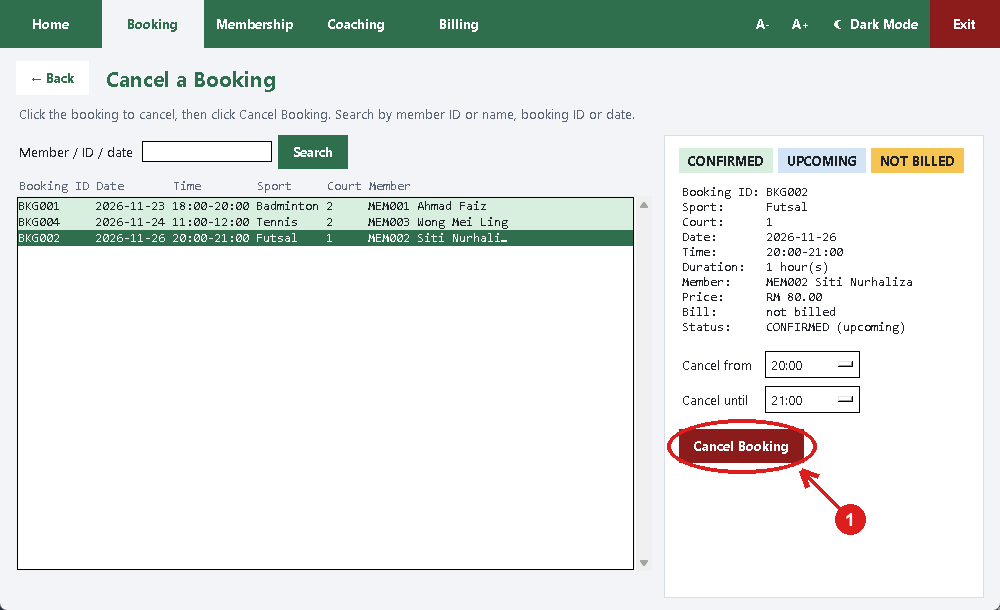 Home Booking Membership Coaching Billing A- A+ ☾ Dark Mode Exit
← Back Cancel a Booking
Click the booking to cancel, then click Cancel Booking. Search by member ID or name, booking ID or date.
Member / ID / date Search
Booking ID Date Time Sport Court Member
BKG001 2026-11-23 18:00-20:00 Badminton 2 MEM001 Ahmad Faiz
BKG004 2026-11-24 11:00-12:00 Tennis 2 MEM003 Wong Mei Ling
BKG002 2026-11-26 20:00-21:00 Futsal 1 MEM002 Siti Nurhali…
CONFIRMED UPCOMING NOT BILLED
Booking ID: BKG002
Sport: Futsal
Court: 1
Date: 2026-11-26
Time: 20:00-21:00
Duration: 1 hour(s)
Member: MEM002 Siti Nurhaliza
Price: RM 80.00
Bill: not billed
Status: CONFIRMED (upcoming)
Cancel from 20:00
Cancel until 21:00
Cancel Booking
1